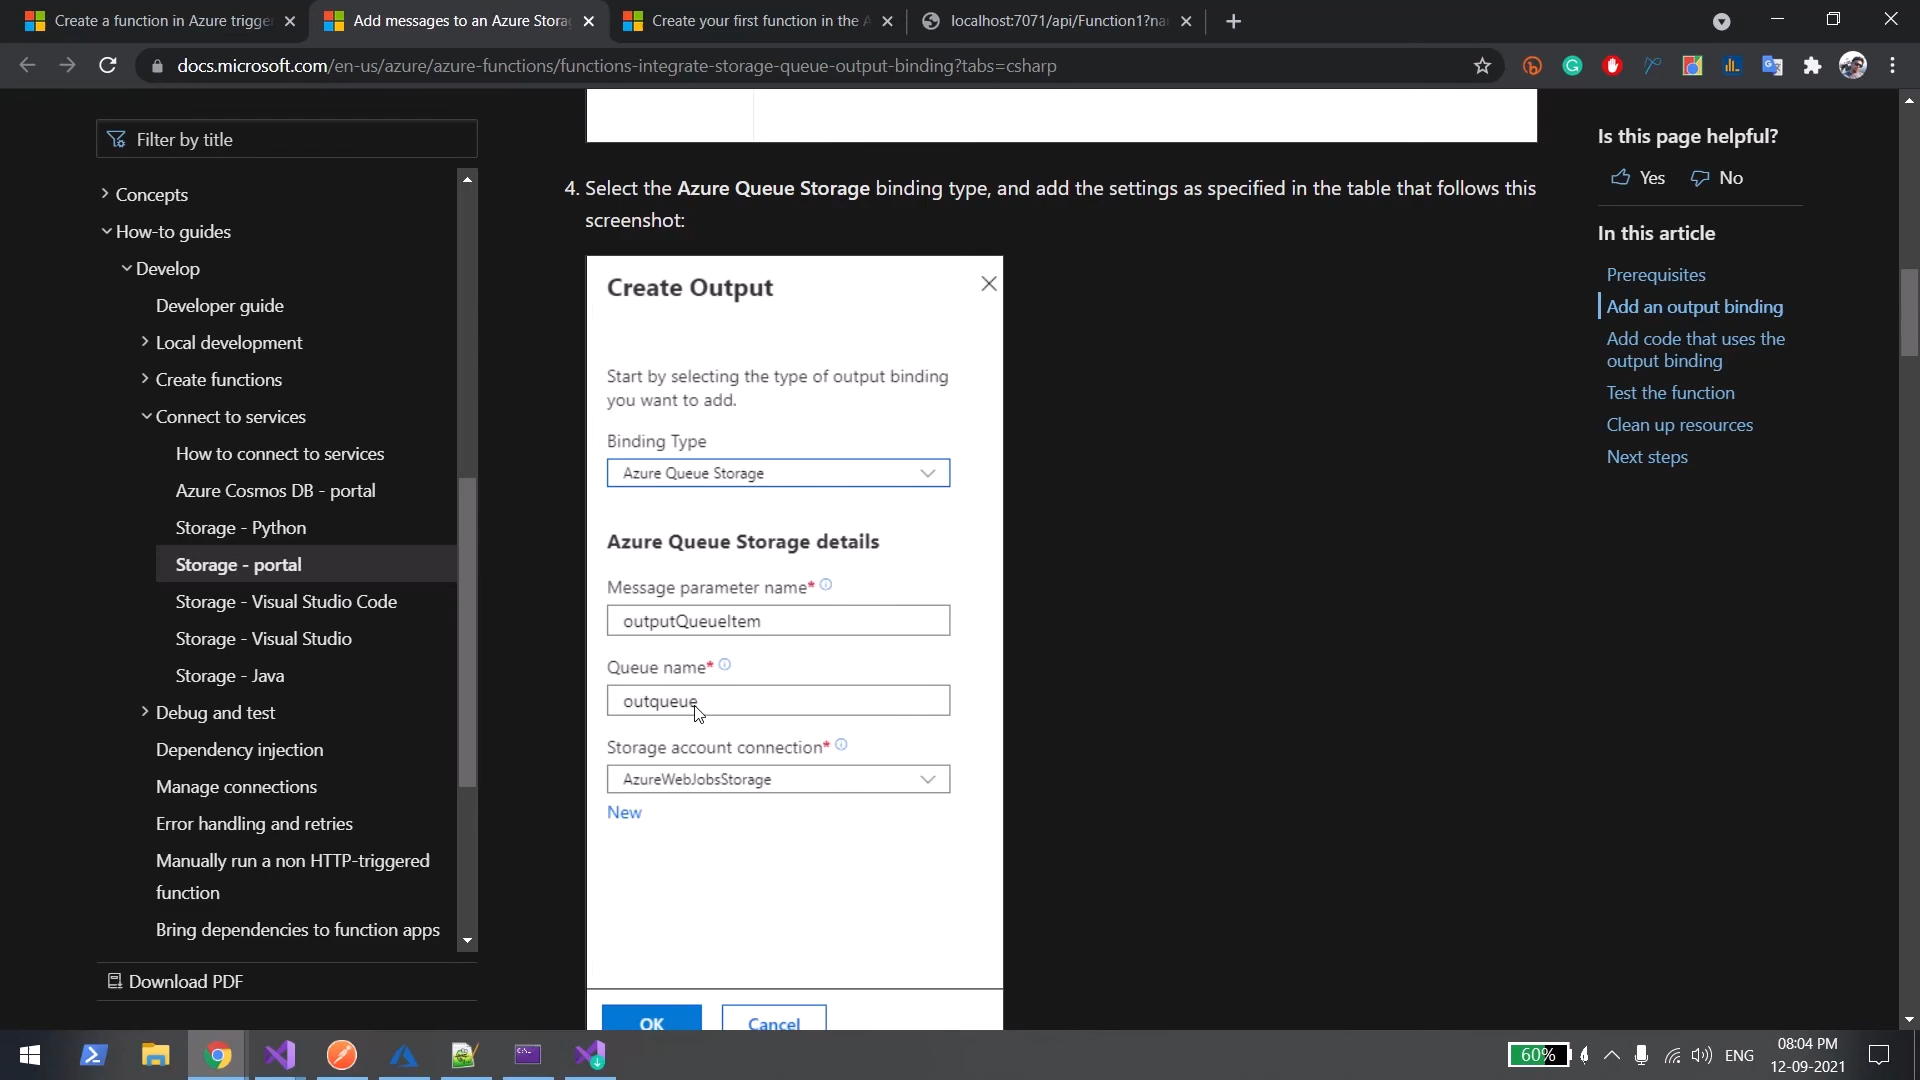 Create a function in Azure trigge
Add messages to an Azure Stora
Create your first function in the A
localhost:7071/api/Function1?na
docs.microsoft.com/en-us/azure/azure-functions/functions-integrate-storage-queue-output-binding?tabs=csharp
Filter by title
Concepts
How-to guides
Develop
Developer guide
Local development
Create functions
Connect to services
How to connect to services
Azure Cosmos DB - portal
Storage - Python
Storage - portal
Storage - Visual Studio Code
Storage - Visual Studio
Storage - Java
Debug and test
Dependency injection
Manage connections
Error handling and retries
Manually run a non HTTP-triggered
function
Bring dependencies to function apps
Download PDF
4. Select the Azure Queue Storage binding type, and add the settings as specified in the table that follows this
screenshot:
Create Output
Start by selecting the type of output binding
you want to add.
Binding Type
Azure Queue Storage
Azure Queue Storage details
Message parameter name*
outputQueueItem
Queue name*
outqueue
Storage account connection*
AzureWebJobsStorage
New
OK
Cancel
Is this page helpful?
Yes
No
In this article
Prerequisites
Add an output binding
Add code that uses the
output binding
Test the function
Clean up resources
Next steps
60%
ENG
08:04 PM
12-09-2021